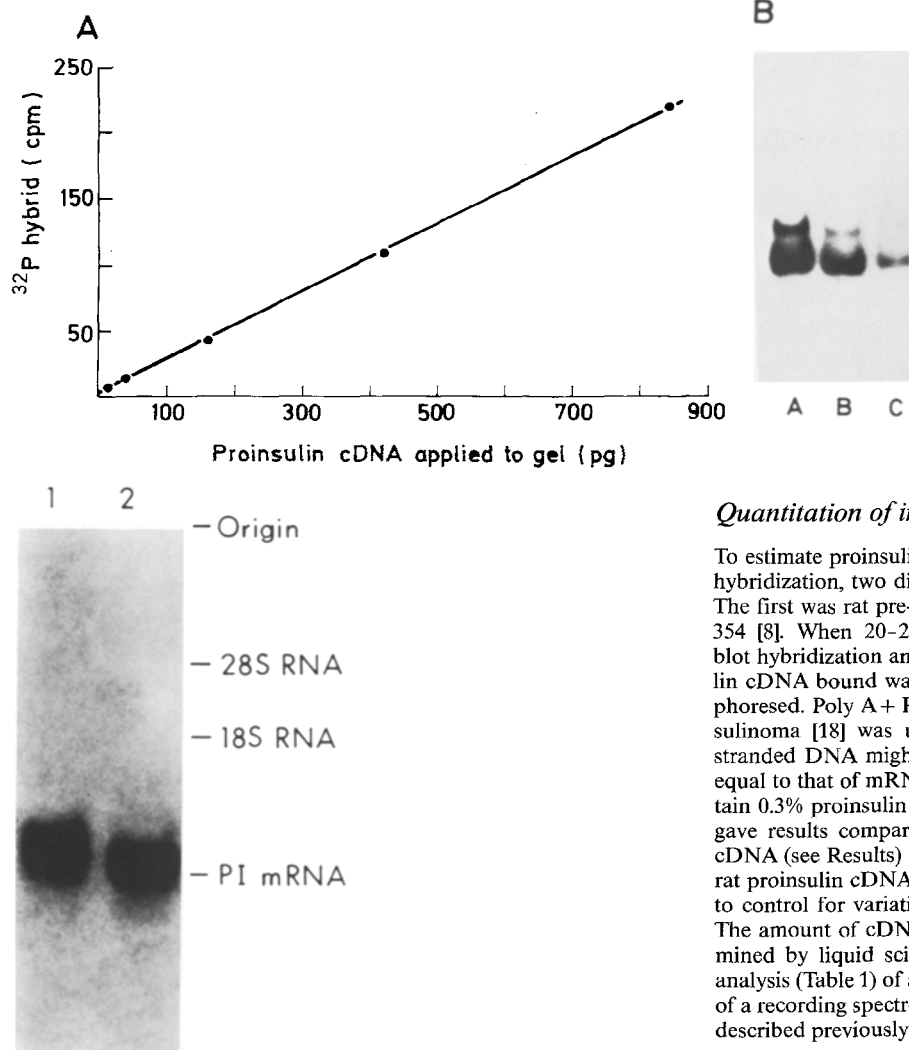 A
250
150
50
³²P hybrid ( cpm )
100 300 500 700 900
Proinsulin cDNA applied to gel ( pg )
B
A B C
1 2
Origin
28S RNA
18S RNA
PI mRNA
Quantitation of
To estimate proinsuli
hybridization, two di
The first was rat pre-
354 [8]. When 20-2
blot hybridization an
lin cDNA bound wa
phoresed. Poly A+
sulinoma [18] was u
stranded DNA migh
equal to that of mRN
tain 0.3% proinsulin
gave results compar
cDNA (see Results)
rat proinsulin cDNA
to control for variati
The amount of cDN
mined by liquid sci
analysis (Table 1) of
of a recording spectr
described previously